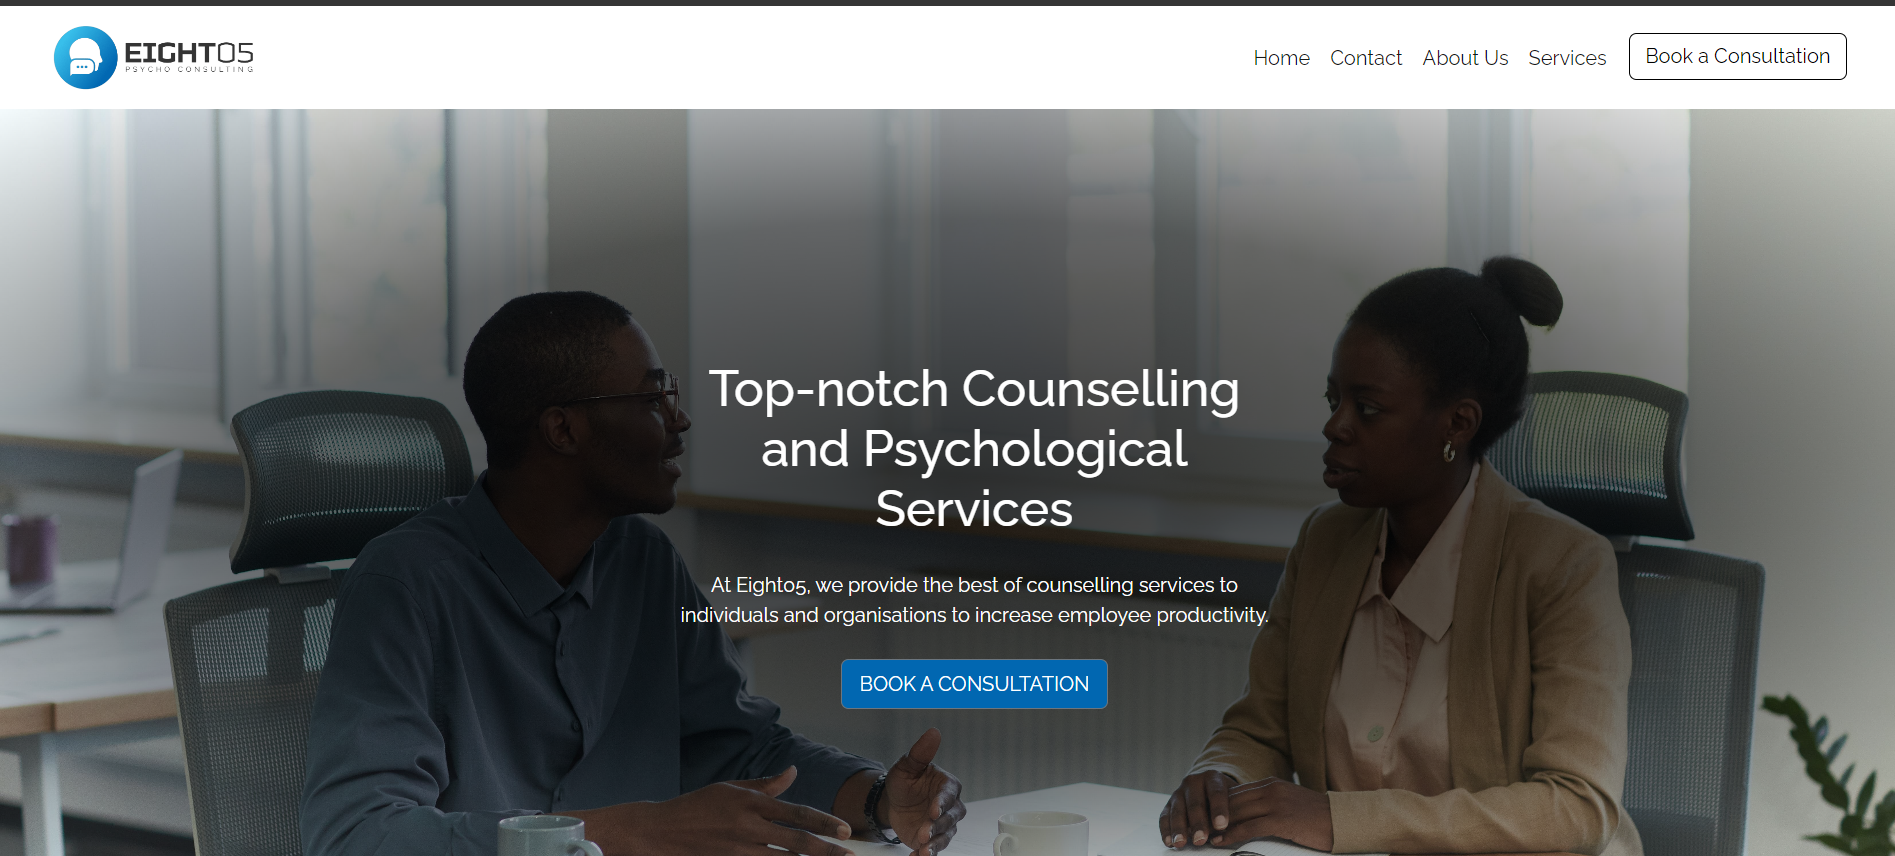 EIGHT05
PSYCHO CONSULTING
Home Contact About Us Services Book a Consultation
Top-notch Counselling
and Psychological
Services
At Eight05, we provide the best of counselling services to
individuals and organisations to increase employee productivity.
BOOK A CONSULTATION